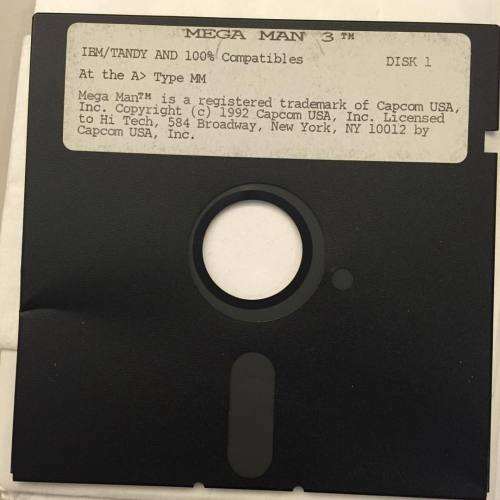 MEGA MAN 3™
IBM/TANDY AND 100% Compatibles DISK 1
At the A> Type MM
Mega Man™ is a registered trademark of Capcom USA,
Inc. Copyright (c) 1992 Capcom USA, Inc. Licensed
to Hi Tech, 584 Broadway, New York, NY 10012 by
Capcom USA, Inc.